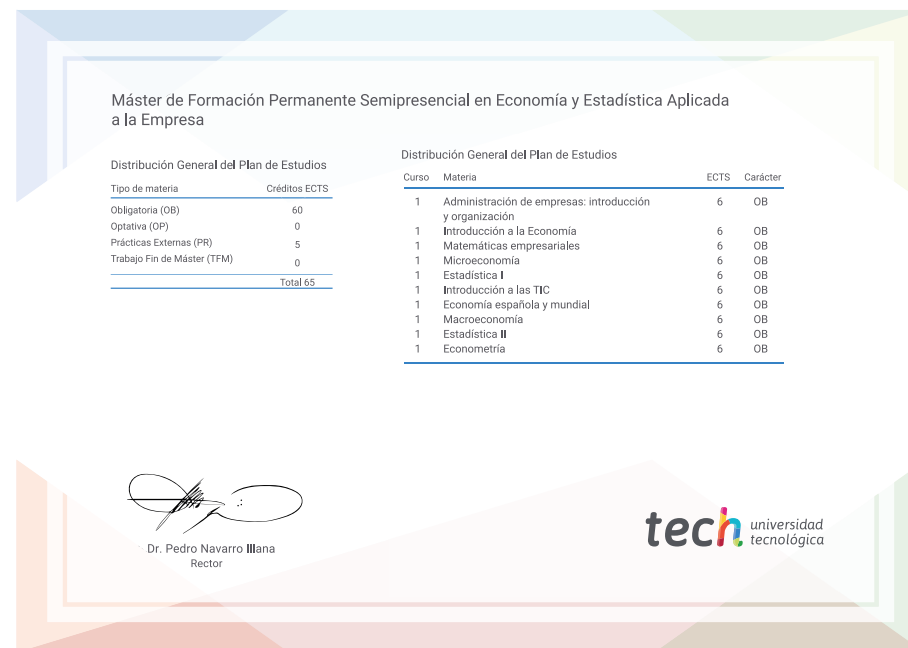 Máster de Formación Permanente Semipresencial en Economía y Estadística Aplicada
a la Empresa
Distribución General del Plan de Estudios
Tipo de materia Créditos ECTS
Obligatoria (OB) 60
Optativa (OP) 0
Prácticas Externas (PR) 5
Trabajo Fin de Máster (TFM) 0
Total 65
Distribución General del Plan de Estudios
Curso Materia ECTS Carácter
1 Administración de empresas: introducción 6 OB
y organización
1 Introducción a la Economía 6 OB
1 Matemáticas empresariales 6 OB
1 Microeconomía 6 OB
1 Estadística I 6 OB
1 Introducción a las TIC 6 OB
1 Economía española y mundial 6 OB
1 Macroeconomía 6 OB
1 Estadística II 6 OB
1 Econometría 6 OB
Dr. Pedro Navarro Illana
Rector
tech universidad
tecnológica